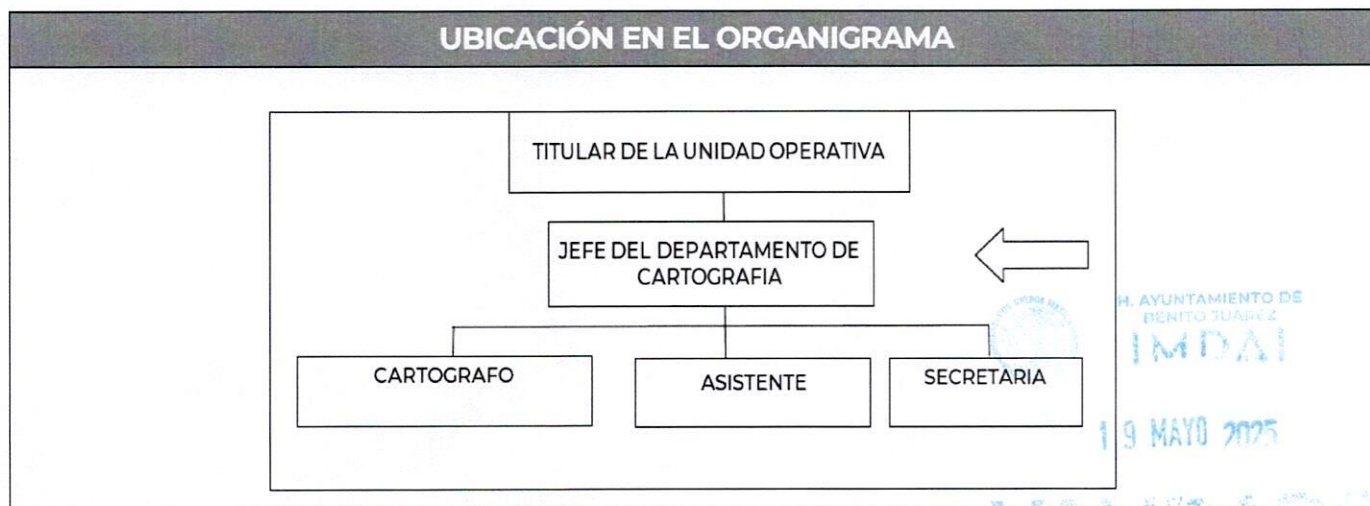 UBICACIÓN EN EL ORGANIGRAMA
TITULAR DE LA UNIDAD OPERATIVA
JEFE DEL DEPARTAMENTO DE
CARTOGRAFIA
CARTOGRAFO
ASISTENTE
SECRETARIA
H. AYUNTAMIENTO DE
BENITO JUAREZ
IMDAI
19 MAYO 2025